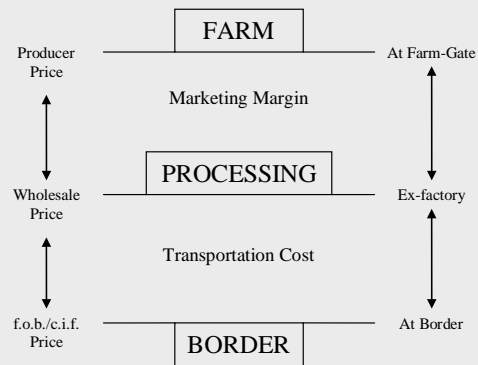 FARM
Producer
Price
At Farm-Gate
Marketing Margin
PROCESSING
Wholesale
Price
Ex-factory
Transportation Cost
f.o.b./c.i.f.
Price
At Border
BORDER